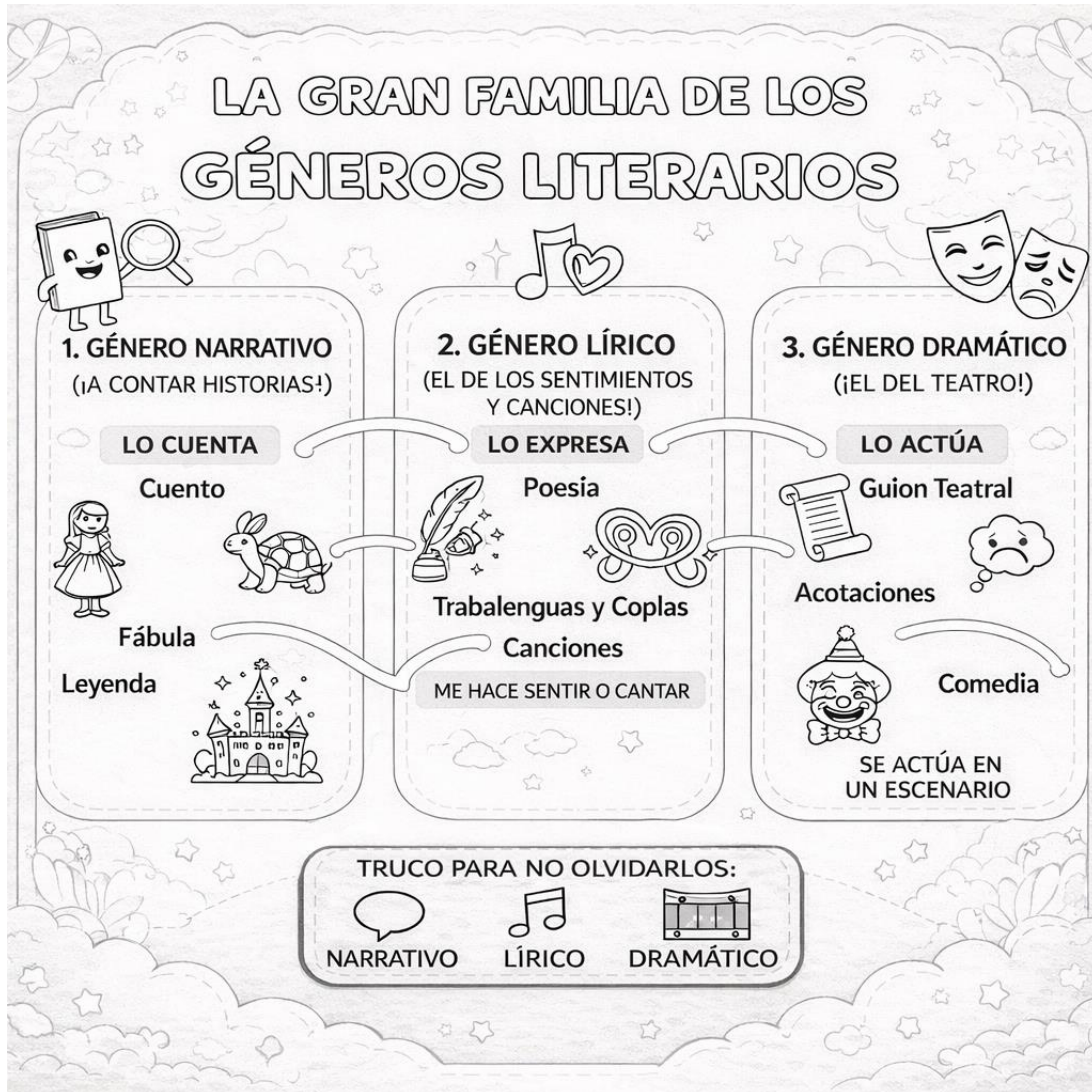 LA GRAN FAMILIA DE LOS
GÉNEROS LITERARIOS
1. GÉNERO NARRATIVO
(¡A CONTAR HISTORIAS!)
LO CUENTA
Cuento
Fábula
Leyenda
2. GÉNERO LÍRICO
(EL DE LOS SENTIMIENTOS
Y CANCIONES!)
LO EXPRESA
Poesia
Trabalenguas y Coplas
Canciones
ME HACE SENTIR O CANTAR
3. GÉNERO DRAMÁTICO
(¡EL DEL TEATRO!)
LO ACTÚA
Guion Teatral
Acotaciones
Comedia
SE ACTÚA EN
UN ESCENARIO
TRUCO PARA NO OLVIDARLOS:
NARRATIVO
LÍRICO
DRAMÁTICO